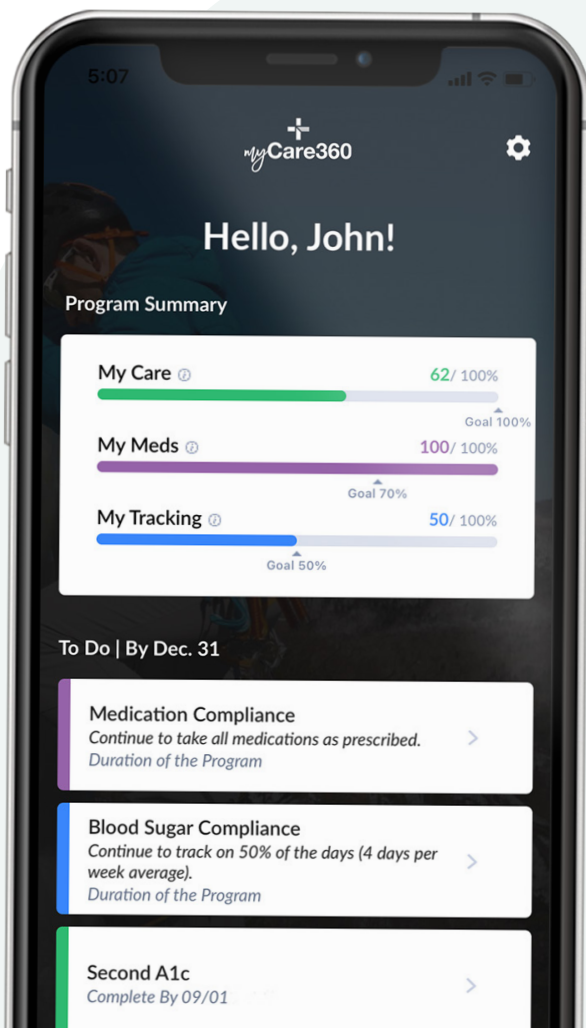 5:07
myCare360
Hello, John!
Program Summary
My Care 62/ 100%
Goal 100%
My Meds 100/ 100%
Goal 70%
My Tracking 50/ 100%
Goal 50%
To Do | By Dec. 31
Medication Compliance
Continue to take all medications as prescribed.
Duration of the Program
Blood Sugar Compliance
Continue to track on 50% of the days (4 days per
week average).
Duration of the Program
Second A1c
Complete By 09/01